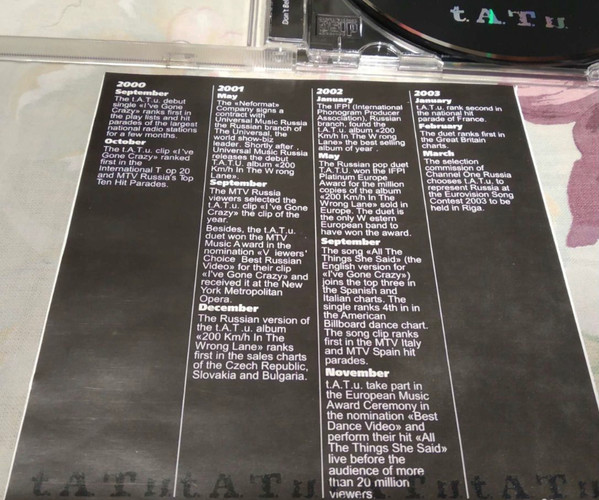 Don't Be
t.A.T.u.
2000
September
The t.A.T.u. debut
single «I've Gone
Crazy» ranks first in
the play lists and hit
parades of the largest
national radio stations
for a few months.
October
The t.A.T.u. clip «I've
Gone Crazy» ranked
first in the
International T op 20
and MTV Russia's Top
Ten Hit Parades.
2001
May
The «Neformat»
Company signs a
contract with
Universal Music Russia
the Russian branch of
The Universal, the
world show-biz
leader. Shortly after
Universal Music Russia
releases the debut
T.A.T.U. album «200
Km/h In The Wrong
Lane».
September
The MTV Russia
viewers selected the
t.A.T.u. clip «I've Gone
Crazy» the clip of the
year.
Besides, the t.A.T.u.
duet won the MTV
Music A ward in the
nomination «V iewers'
Choice Best Russian
Video» for their clip
«I've Gone Crazy» and
received it at the New
York Metropolitan
Opera.
December
The Russian version of
the t.A.T .u. album
«200 Km/h In The
Wrong Lane» ranks
first in the sales charts
of the Czech Republic,
Slovakia and Bulgaria.
2002
January
The IFPI (International
Phonogram Producer
Association), Russian
branch, found the
t.A.T.u. album «200
Km/h In The W rong
Lane» the best selling
album of year .
May
The Russian pop duet
T.A.T.U. won the IFPI
Platinum Europe
Award for the million
copies of the album
«200 Km/h In The
Wrong Lane» sold in
Europe. The duet is
the only W estern
European band to
have won the award.
September
The song «All The
Things She Said» (the
English version for
«I've Gone Crazy»)
joins the top three in
the Spanish and
Italian charts. The
single ranks 4th in in
the American
Billboard dance chart.
The song clip ranks
first in the MTV Italy
and MTV Spain hit
parades.
November
t.A.T.u. take part in
the European Music
Award Ceremony in
the nomination «Best
Dance Video» and
perform their hit «All
The Things She Said»
live before the
audience of more
than 20 million
viewers.
2003
January
t.A.T.u. rank second in
the national hit
parade of France.
February
The duet ranks first in
the Great Britain
charts.
March
The selection
commission of
Channel One Russia
chooses t.A.T.u. to
represent Russia at
the Eurovision Song
Contest 2003 to be
held in Riga.